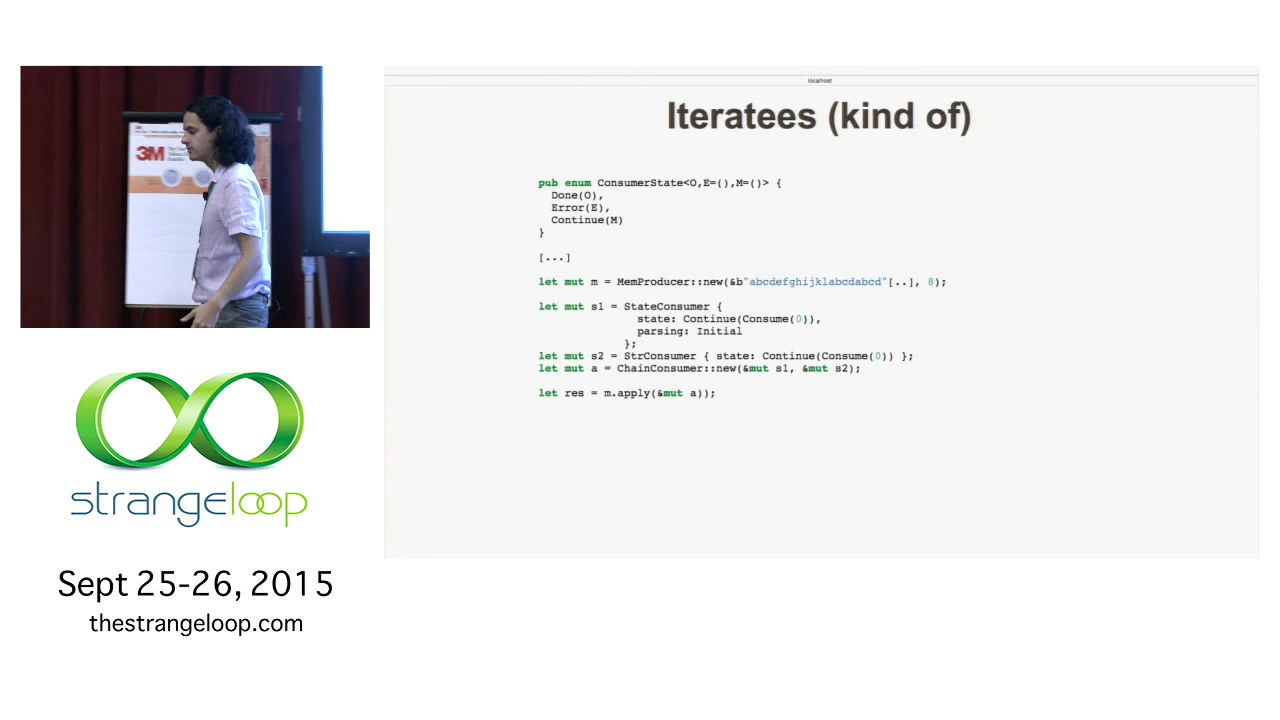 3M
localhost
Iteratees (kind of)
pub enum ConsumerState<O,E=(),M=()> {
Done(O),
Error(E),
Continue(M)
}
[...]
let mut m = MemProducer::new(&b"abcdefghijklabcdabcd"[..], 8);
let mut s1 = StateConsumer {
state: Continue(Consume(0)),
parsing: Initial
};
let mut s2 = StrConsumer { state: Continue(Consume(0)) };
let mut a = ChainConsumer::new(&mut s1, &mut s2);
let res = m.apply(&mut a));
strangeloop
Sept 25-26, 2015
thestrangeloop.com